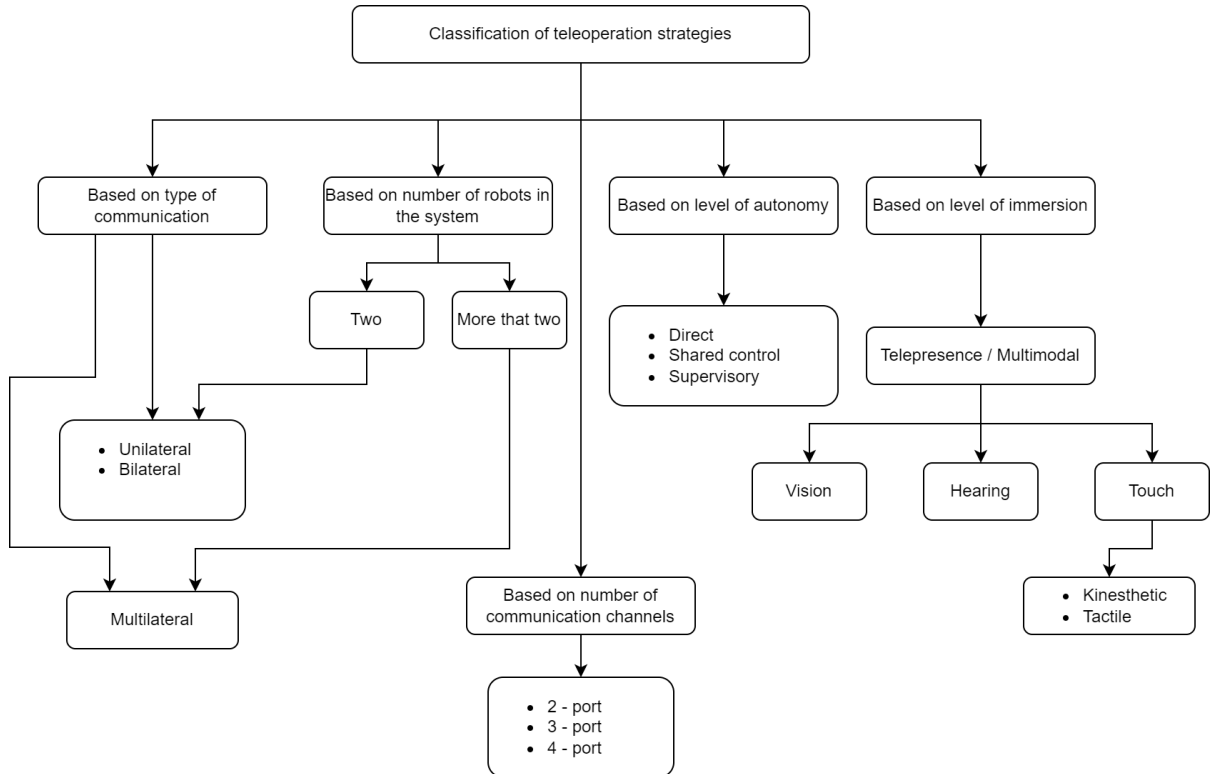 Classification of teleoperation strategies
Based on type of
communication
Based on number of robots in
the system
Based on level of autonomy
Based on level of immersion
Two
More that two
• Direct
• Shared control
• Supervisory
Telepresence / Multimodal
• Unilateral
• Bilateral
Vision
Hearing
Touch
Multilateral
Based on number of
communication channels
• Kinesthetic
• Tactile
• 2 - port
• 3 - port
• 4 - port